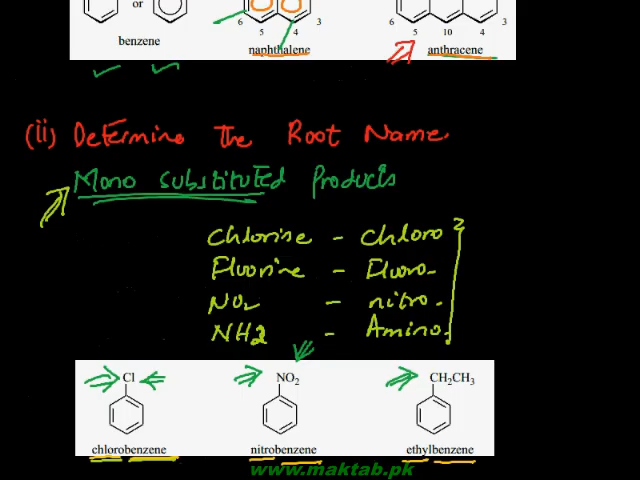 or
benzene
6 5 4 3
naphthalene
6 5 10 4 3
anthracene
(ii) Determine the Root Name.
Mono substituted Products
Chlorine - Chloro
Fluorine - Fluoro-
NO2 - nitro.
NH2 - Amino.
Cl NO2 CH2CH3
chlorobenzene nitrobenzene ethylbenzene
www.maktab.pk